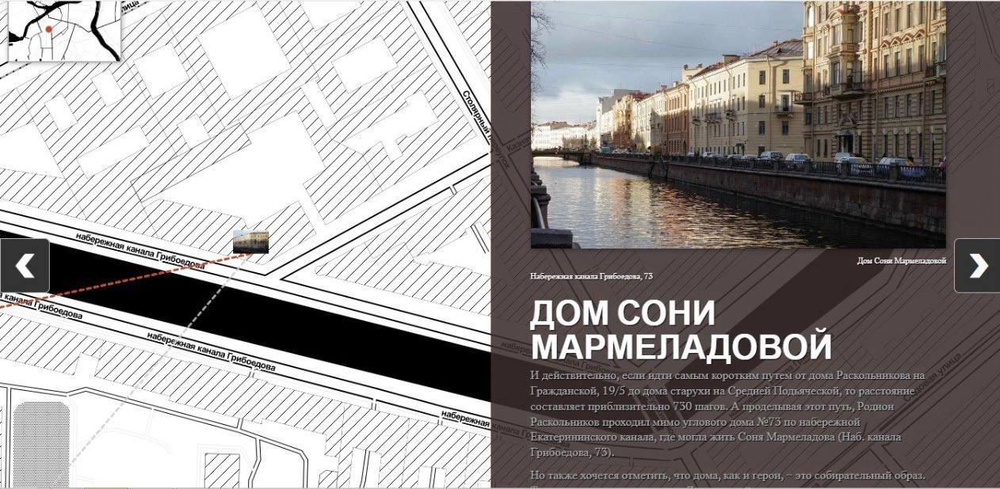 лица
Столярный переулок
набережная канала Грибоедова
канала Грибоедова
набережная канала Грибоедова
набережная
Дом Сони Мармеладовой
Набережная канала Грибоедова, 73
ДОМ СОНИ
МАРМЕЛАДОВОЙ
И действительно, если идти самым коротким путем от дома Раскольникова на
Гражданской, 19/5 до дома старухи на Средней Подьяческой, то расстояние
составляет приблизительно 730 шагов. А проделывая этот путь, Родион
Раскольников проходил мимо углового дома №73 по набережной
Екатерининского канала, где могла жить Соня Мармеладова (Наб. канала
Грибоедова, 73).
Но также хочется отметить, что дома, как и герои, – это собирательный образ.